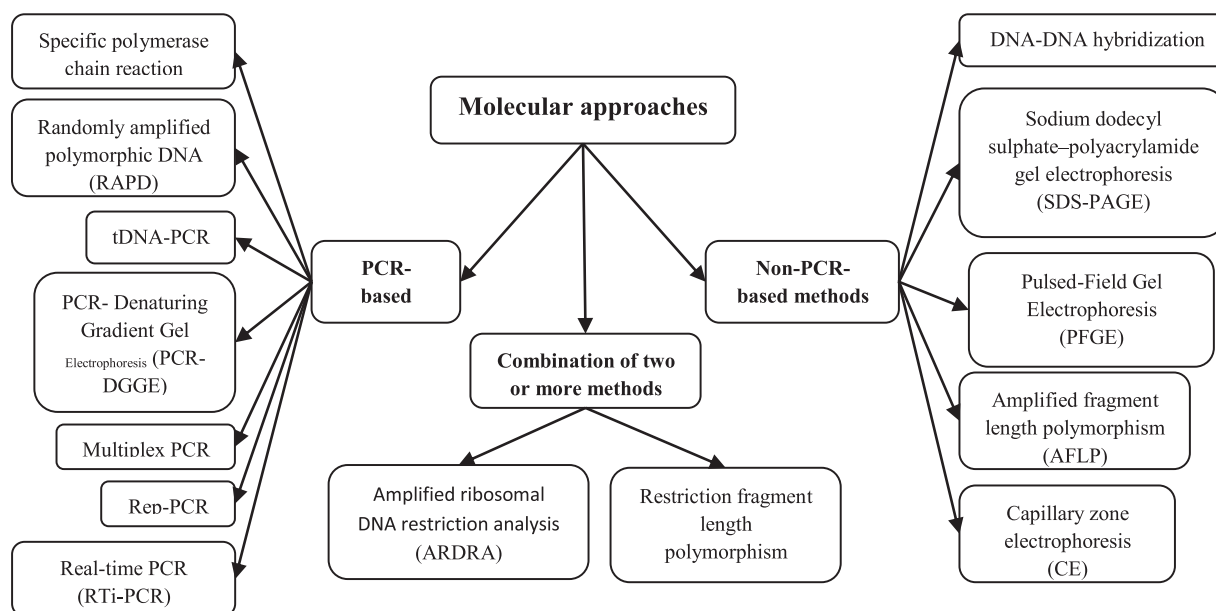 Molecular approaches
PCR-
based
Specific polymerase
chain reaction
Randomly amplified
polymorphic DNA
(RAPD)
tDNA-PCR
PCR- Denaturing
Gradient Gel
Electrophoresis (PCR-
DGGE)
Multiplex PCR
Rep-PCR
Real-time PCR
(RTi-PCR)
Combination of two
or more methods
Amplified ribosomal
DNA restriction analysis
(ARDRA)
Restriction fragment
length
polymorphism
Non-PCR-
based methods
DNA-DNA hybridization
Sodium dodecyl
sulphate–polyacrylamide
gel electrophoresis
(SDS-PAGE)
Pulsed-Field Gel
Electrophoresis
(PFGE)
Amplified fragment
length polymorphism
(AFLP)
Capillary zone
electrophoresis
(CE)